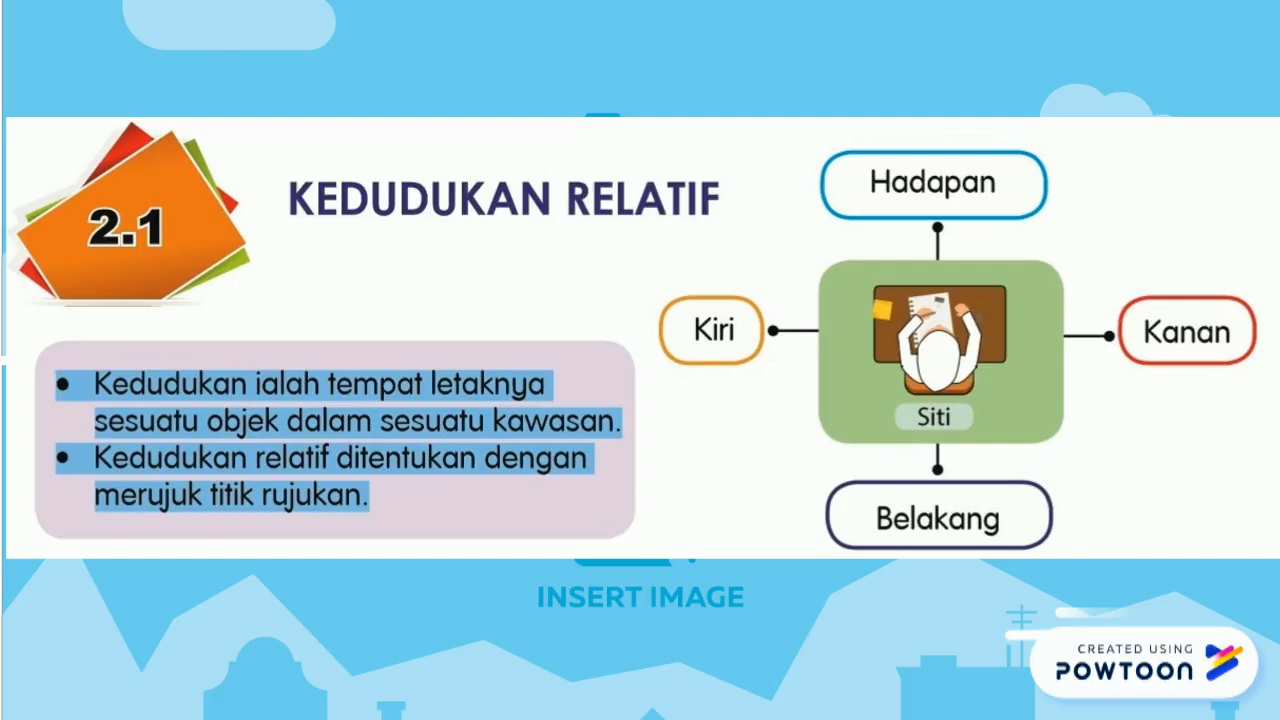 2.1
KEDUDUKAN RELATIF
• Kedudukan ialah tempat letaknya
sesuatu objek dalam sesuatu kawasan.
• Kedudukan relatif ditentukan dengan
merujuk titik rujukan.
Hadapan
Kiri
Kanan
Siti
Belakang
INSERT IMAGE
CREATED USING
POWTOON